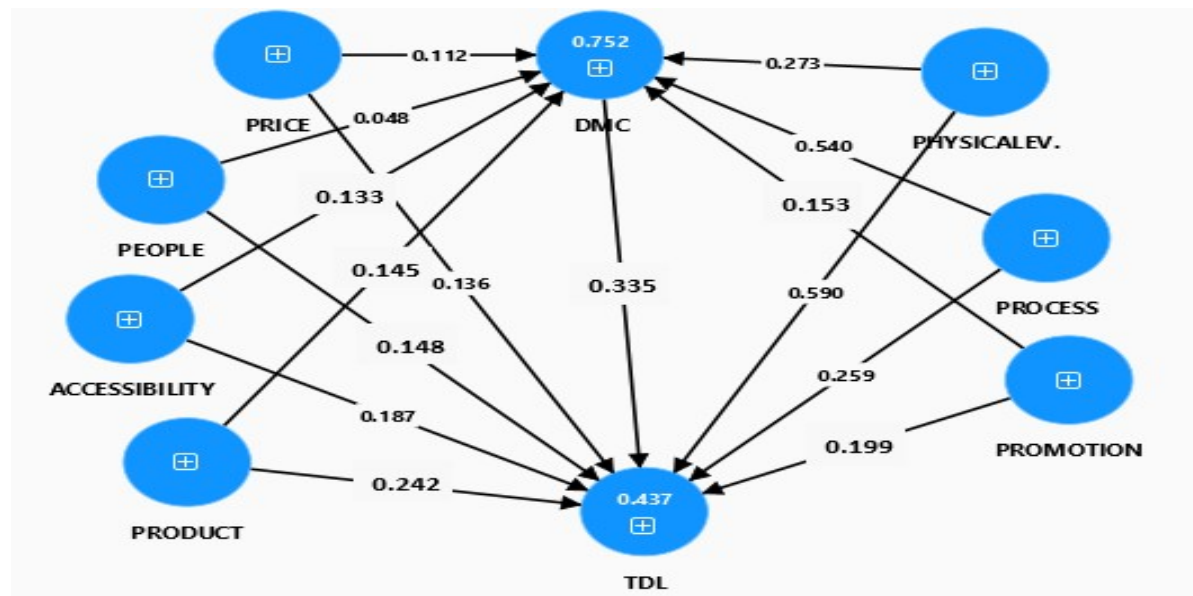 0.752
0.112
0.273
PRICE
0.048
DMC
PHYSICALEV.
0.540
0.133
0.153
PEOPLE
0.145
0.136
0.335
0.590
PROCESS
0.148
ACCESSIBILITY
0.187
0.259
0.199
PROMOTION
0.242
0.437
PRODUCT
TDL